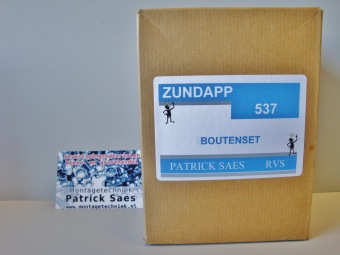 ZUNDAPP
537
BOUTENSET
PATRICK SAES RVS
Montagetechniek
Patrick Saes
www.montagetechniek.nl